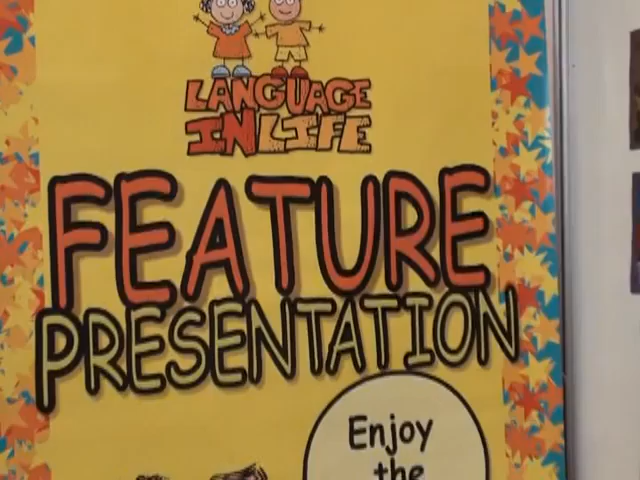 LANGUAGE
IN LIFE
FEATURE
PRESENTATION
Enjoy
the